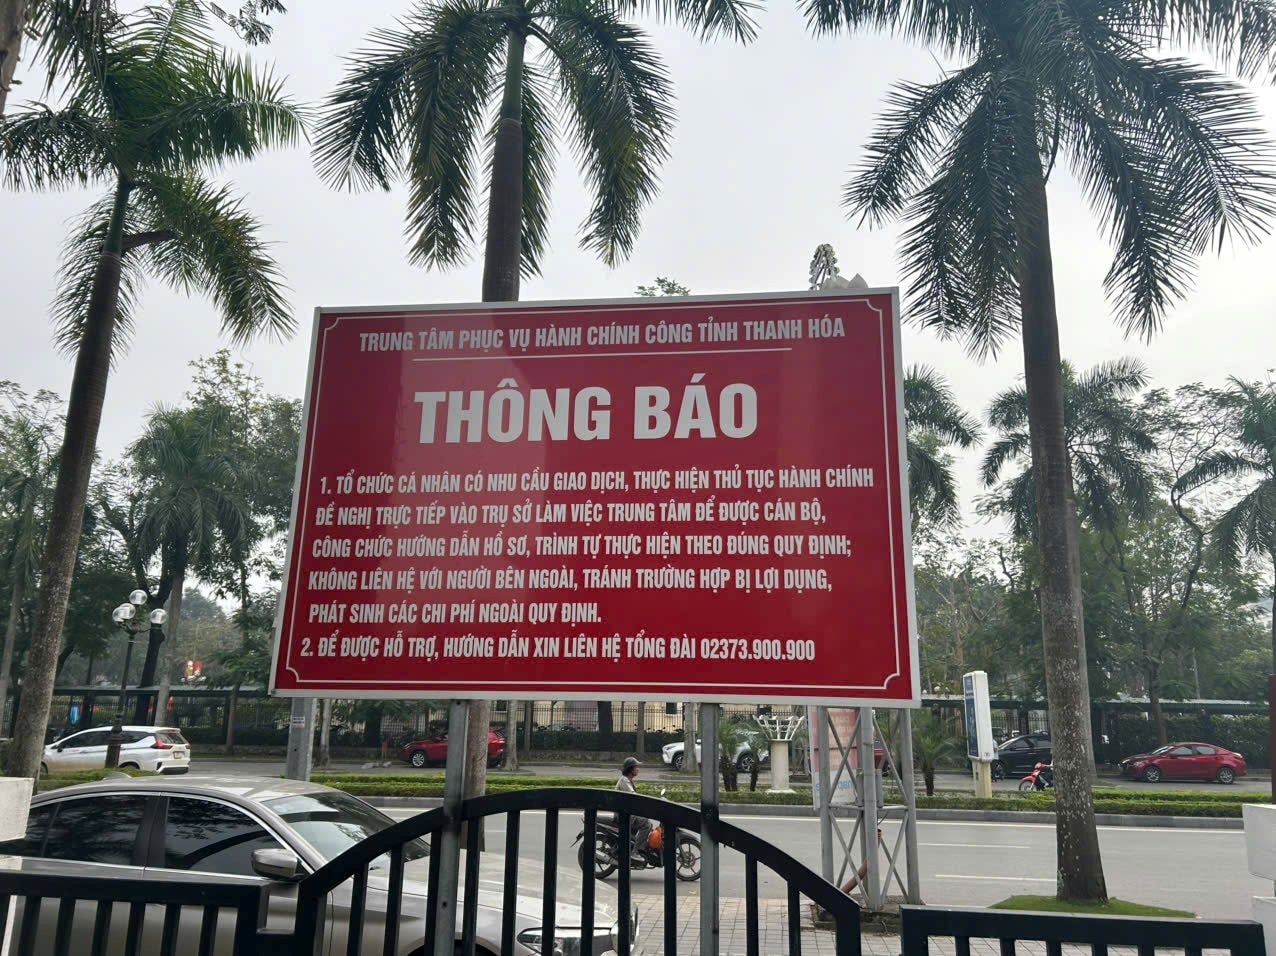 TRUNG TÂM PHỤC VỤ HÀNH CHÍNH CÔNG TỈNH THANH HÓA
THÔNG BÁO
1. TỔ CHỨC CÁ NHÂN CÓ NHU CẦU GIAO DỊCH, THỰC HIỆN THỦ TỤC HÀNH CHÍNH
ĐỀ NGHỊ TRỰC TIẾP VÀO TRỤ SỞ LÀM VIỆC TRUNG TÂM ĐỂ ĐƯỢC CÁN BỘ,
CÔNG CHỨC HƯỚNG DẪN HỒ SƠ, TRÌNH TỰ THỰC HIỆN THEO ĐÚNG QUY ĐỊNH;
KHÔNG LIÊN HỆ VỚI NGƯỜI BÊN NGOÀI, TRÁNH TRƯỜNG HỢP BỊ LỢI DỤNG,
PHÁT SINH CÁC CHI PHÍ NGOÀI QUY ĐỊNH.
2. ĐỂ ĐƯỢC HỖ TRỢ, HƯỚNG DẪN XIN LIÊN HỆ TỔNG ĐÀI 02373.900.900